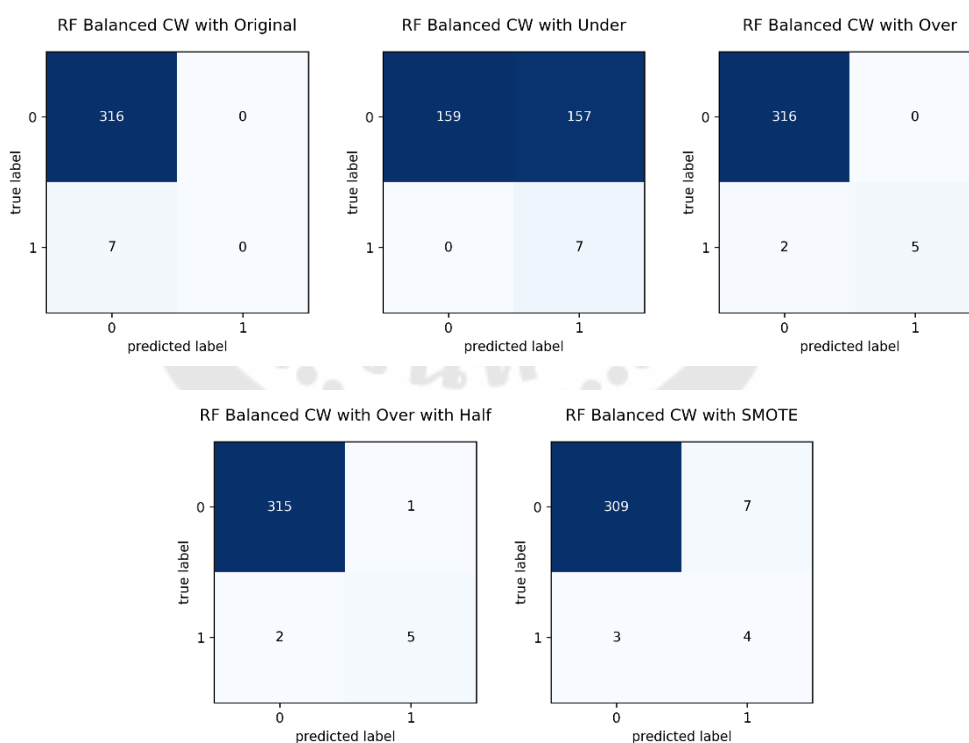 RF Balanced CW with Original
0
316
0
true label
1
7
0
0
1
predicted label
RF Balanced CW with Under
0
159
157
true label
1
0
7
0
1
predicted label
RF Balanced CW with Over
0
316
0
true label
1
2
5
0
1
predicted label
RF Balanced CW with Over with Half
0
315
1
true label
1
2
5
0
1
predicted label
RF Balanced CW with SMOTE
0
309
7
true label
1
3
4
0
1
predicted label